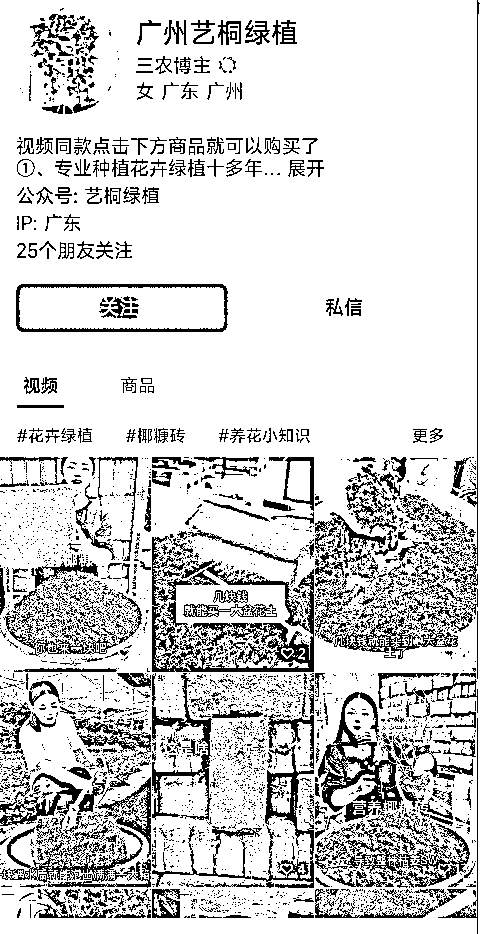 广州艺桐绿植
三农博主
女 广东 广州
视频同款点击下方商品就可以购买了
①、专业种植花卉绿植十多年... 展开
公众号: 艺桐绿植
IP: 广东
25个朋友关注
关注 私信
视频 商品
#花卉绿植 #椰糠砖 #养花小知识 更多
几块钱
就能买一大盆花土
2